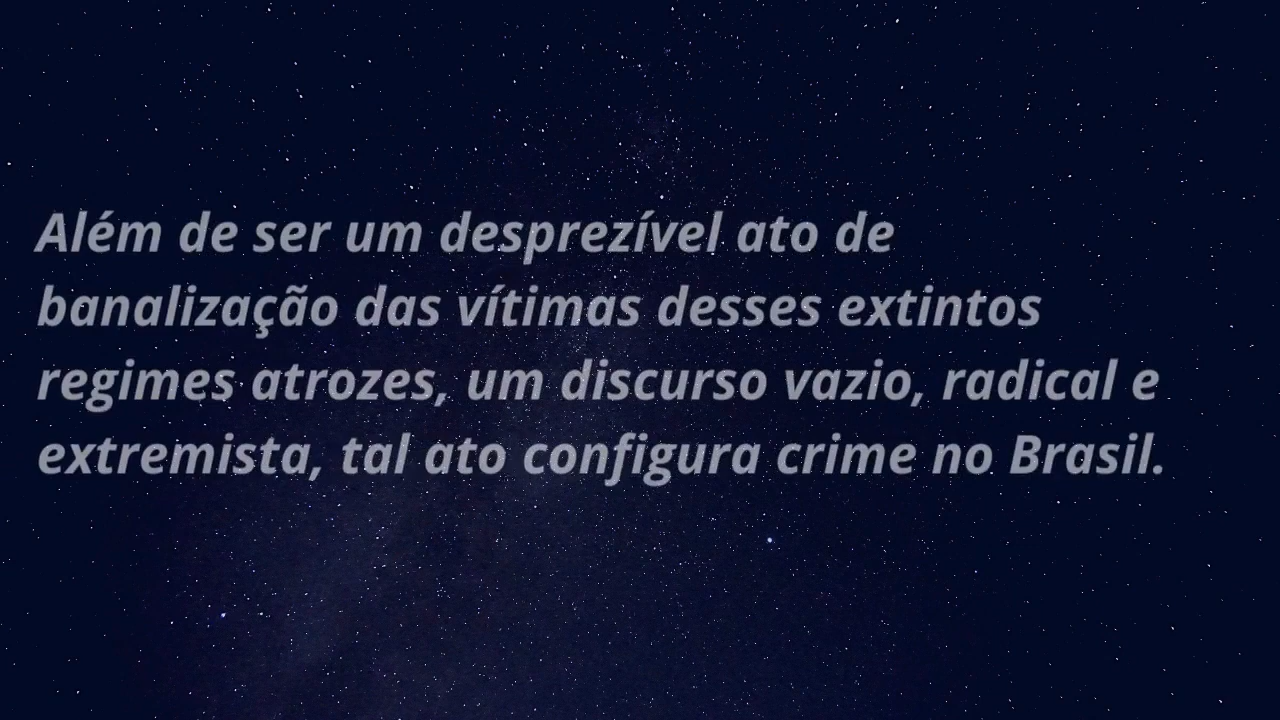 Além de ser um desprezível ato de
banalização das vítimas desses extintos
regimes atrozes, um discurso vazio, radical e
extremista, tal ato configura crime no Brasil.